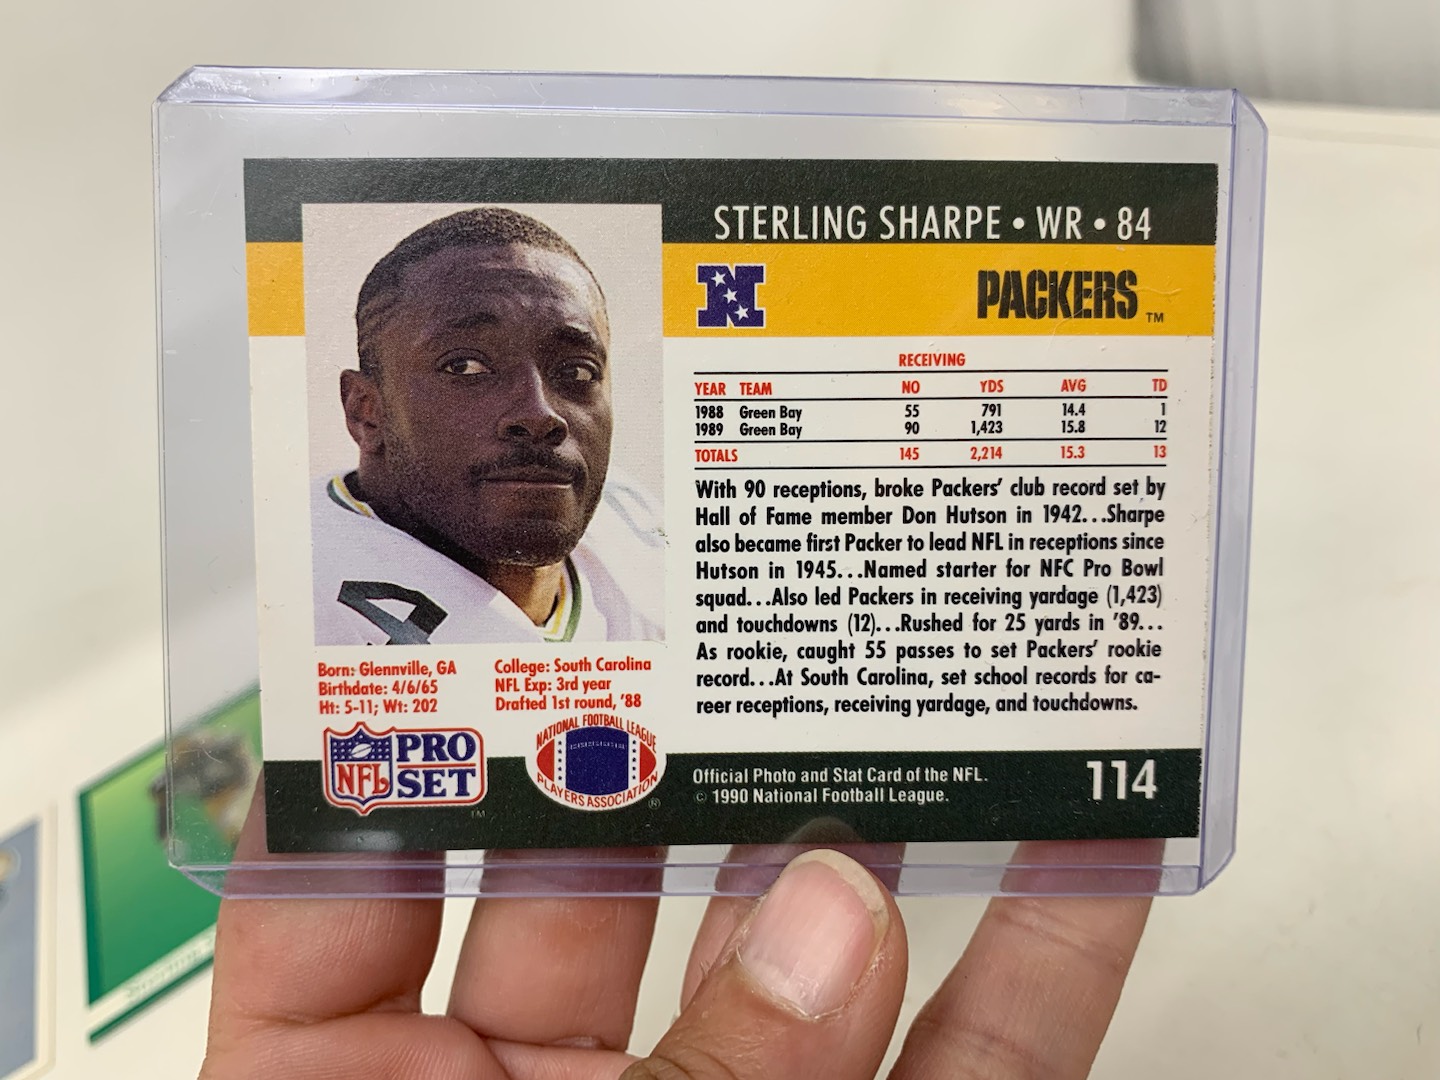 STERLING SHARPE • WR • 84
N
PACKERS™
RECEIVING
YEAR TEAM NO YDS AVG TD
1988 Green Bay 55 791 14.4 1
1989 Green Bay 90 1,423 15.8 12
TOTALS 145 2,214 15.3 13
With 90 receptions, broke Packers’ club record set by
Hall of Fame member Don Hutson in 1942...Sharpe
also became first Packer to lead NFL in receptions since
Hutson in 1945...Named starter for NFC Pro Bowl
squad...Also led Packers in receiving yardage (1,423)
and touchdowns (12)...Rushed for 25 yards in ’89...
As rookie, caught 55 passes to set Packers’ rookie
record...At South Carolina, set school records for ca-
reer receptions, receiving yardage, and touchdowns.
4
Born: Glennville, GA
Birthdate: 4/6/65
Ht: 5-11; Wt: 202
College: South Carolina
NFL Exp: 3rd year
Drafted 1st round, ’88
NFL PRO SET™
NATIONAL FOOTBALL LEAGUE
PLAYERS ASSOCIATION®
Official Photo and Stat Card of the NFL.
© 1990 National Football League.
114